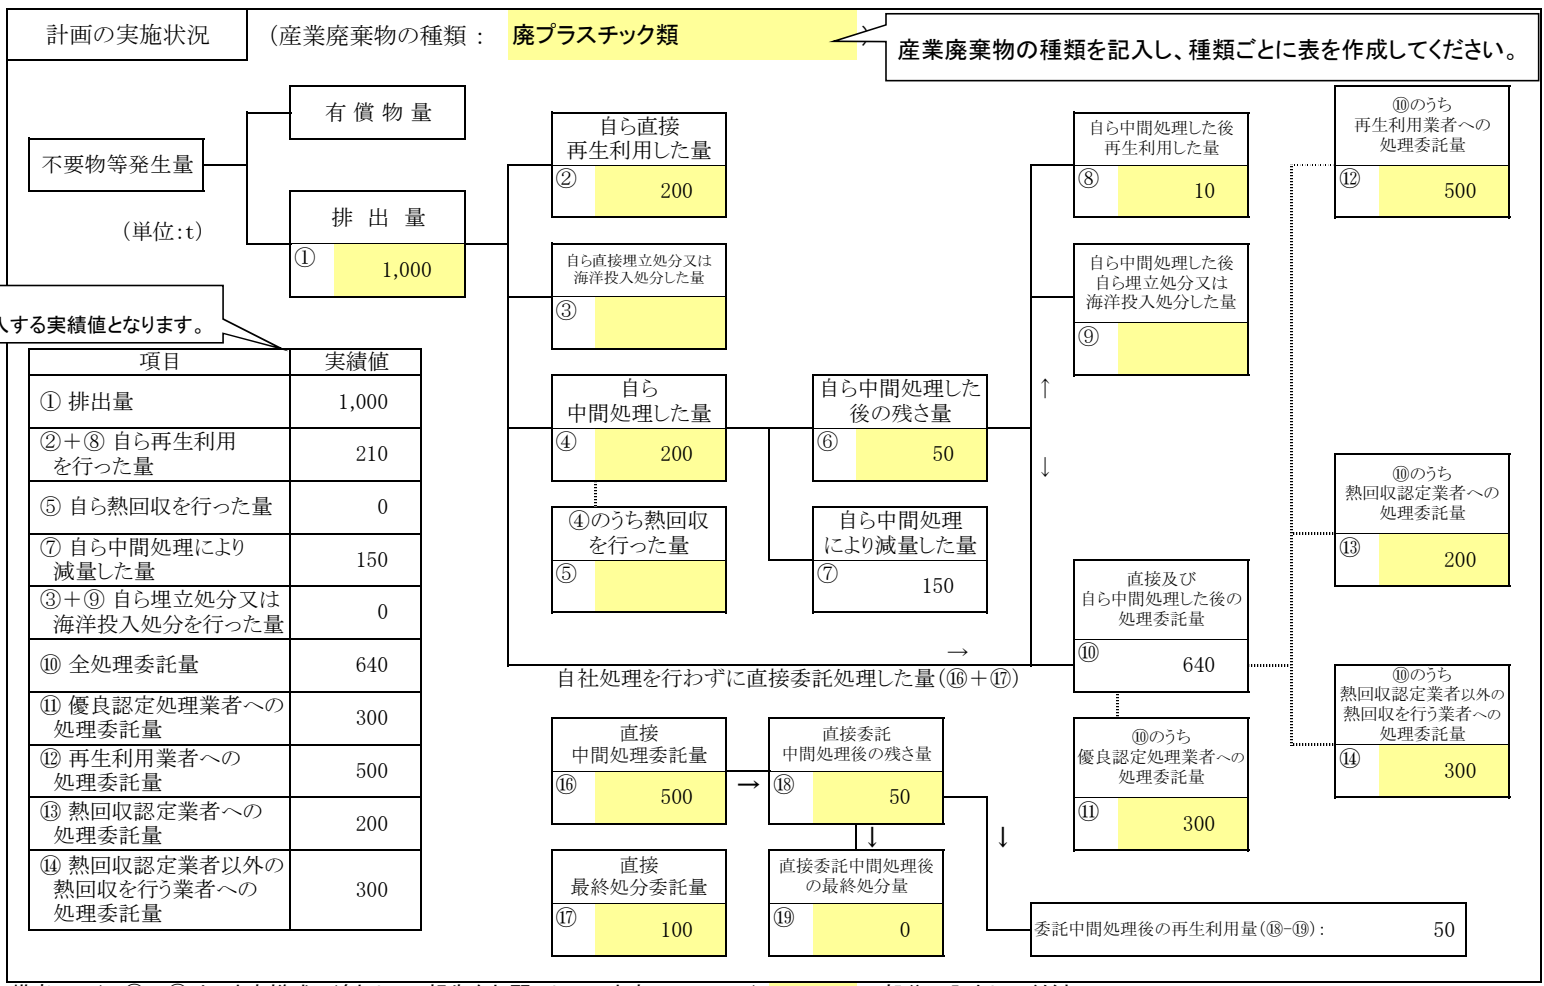 計画の実施状況
(産業廃棄物の種類 : 廃プラスチック類
産業廃棄物の種類を記入し、種類ごとに表を作成してください。
不要物等発生量
(単位:t)
有 償 物 量
排 出 量
① 1,000
自ら直接
再生利用した量
② 200
自ら直接埋立処分又は
海洋投入処分した量
③
自ら
中間処理した量
④ 200
④のうち熱回収
を行った量
⑤
自ら中間処理した
後の残さ量
⑥ 50
自ら中間処理
により減量した量
⑦ 150
自ら中間処理した後
再生利用した量
⑧ 10
自ら中間処理した後
自ら埋立処分又は
海洋投入処分した量
⑨
↑
↓
直接及び
自ら中間処理した後の
処理委託量
⑩ 640
⑩のうち
優良認定処理業者への
処理委託量
⑪ 300
⑩のうち
再生利用業者への
処理委託量
⑫ 500
⑩のうち
熱回収認定業者への
処理委託量
⑬ 200
⑩のうち
熱回収認定業者以外の
熱回収を行う業者への
処理委託量
⑭ 300
→
自社処理を行わずに直接委託処理した量(⑯+⑰)
直接
中間処理委託量
⑯ 500
→
直接委託
中間処理後の残さ量
⑱ 50
↓
↓
直接
最終処分委託量
⑰ 100
直接委託中間処理後
の最終処分量
⑲ 0
委託中間処理後の再生利用量(⑱-⑲) : 50
入する実績値となります。
項目 実績値
① 排出量 1,000
②+⑧ 自ら再生利用
を行った量 210
⑤ 自ら熱回収を行った量 0
⑦ 自ら中間処理により
減量した量 150
③+⑨ 自ら埋立処分又は
海洋投入処分を行った量 0
⑩ 全処理委託量 640
⑪ 優良認定処理業者への
処理委託量 300
⑫ 再生利用業者への
処理委託量 500
⑬ 熱回収認定業者への
処理委託量 200
⑭ 熱回収認定業者以外の
熱回収を行う業者への
処理委託量 300